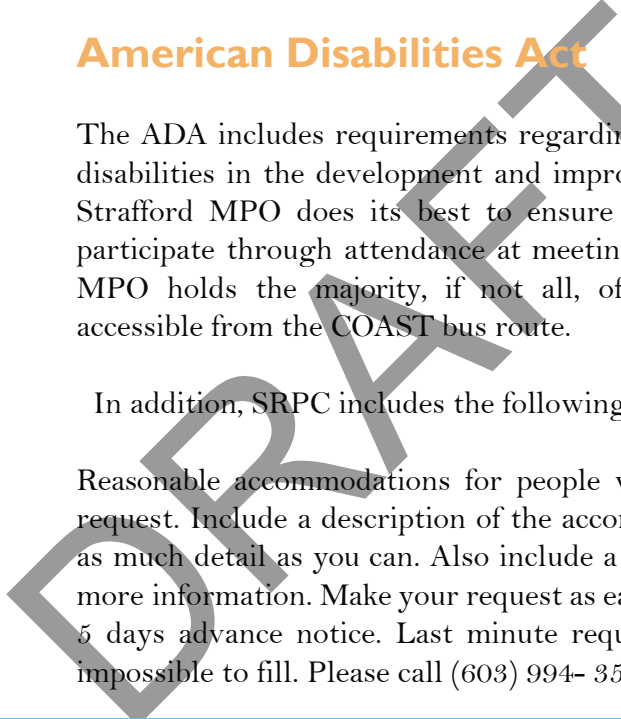 American Disabilities Act
The ADA includes requirements regardin
disabilities in the development and impro
Strafford MPO does its best to ensure
participate through attendance at meetin
MPO holds the majority, if not all, of
accessible from the COAST bus route.
In addition, SRPC includes the following
Reasonable accommodations for people
request. Include a description of the accor
as much detail as you can. Also include a
more information. Make your request as ea
5 days advance notice. Last minute requ
impossible to fill. Please call (603) 994- 35
DRAFT